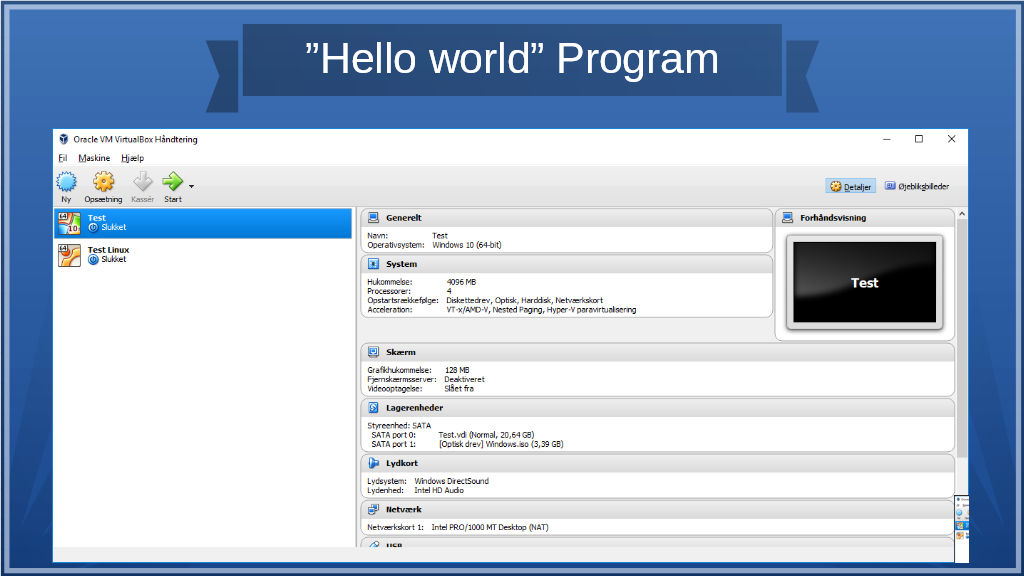 ”Hello world” Program
Oracle VM VirtualBox Håndtering
Fil Maskine Hjælp
Ny Opsætning Kassér Start
Detaljer Øjebliksbilleder
64 10
Test
Slukket
64
Test Linux
Slukket
Generelt
Navn: Test
Operativsystem: Windows 10 (64-bit)
System
Hukommelse: 4096 MB
Processorer: 4
Opstartsrækkefølge: Diskettedrev, Optisk, Harddisk, Netværkskort
Acceleration: VT-x/AMD-V, Nested Paging, Hyper-V paravirtualisering
Forhåndsvisning
Test
Skærm
Grafikhukommelse: 128 MB
Fjernskærmsserver: Deaktiveret
Videooptagelse: Slået fra
Lagerenheder
Styreenhed: SATA
SATA port 0: Test.vdi (Normal, 20,64 GB)
SATA port 1: [Optisk drev] Windows.iso (3,39 GB)
Lydkort
Lydsystem: Windows DirectSound
Lydenhed: Intel HD Audio
Netværk
Netværkskort 1: Intel PRO/1000 MT Desktop (NAT)
USB